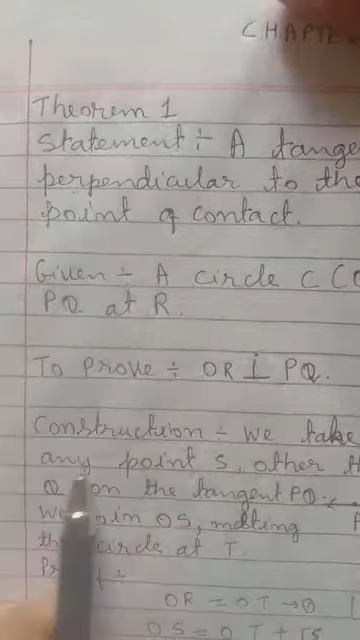 CHAPTE
Theorem 1
Statement ÷ A tange
perpendicular to the
point of contact.
Given ÷ A circle C (O
PQ at R.
To Prove ÷ OR ⊥ PQ.
Construction ÷ We take
any point S, other th
on the tangent PQ.
We join OS, meeting
the circle at T.
OR = OT →
OS = OT + TS